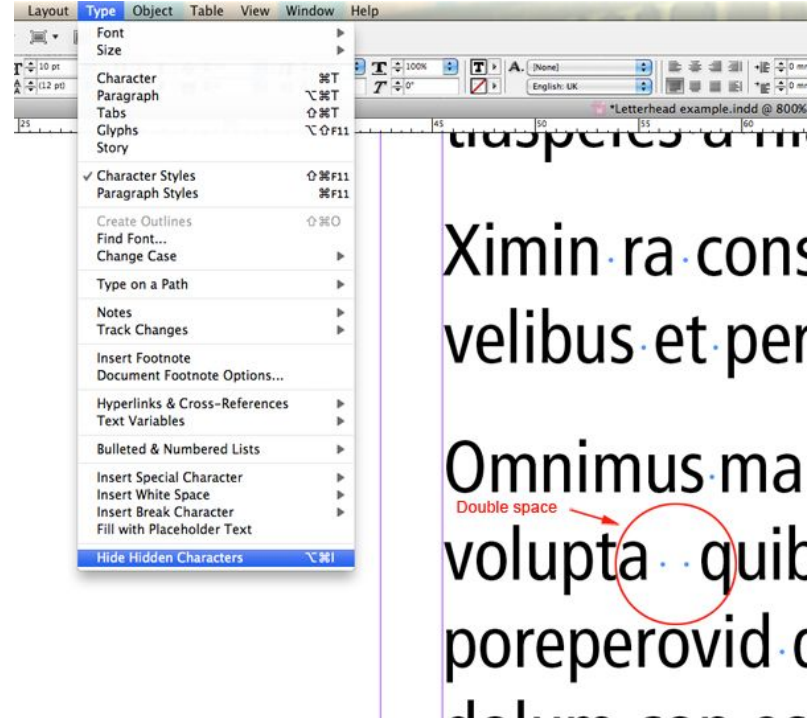 Layout Type Object Table View Window Help
10 pt 100% A. [None] 0 mm
(12 pt) 0° English: UK 0 mm
*Letterhead example.indd @ 800%
25 45 50 55 60
Font
Size
Character ⌘T
Paragraph ⌥⌘T
Tabs ⇧⌘T
Glyphs ⌥⇧F11
Story
✓ Character Styles ⇧⌘F11
Paragraph Styles ⌘F11
Create Outlines ⇧⌘O
Find Font...
Change Case
Type on a Path
Notes
Track Changes
Insert Footnote
Document Footnote Options...
Hyperlinks & Cross-References
Text Variables
Bulleted & Numbered Lists
Insert Special Character
Insert White Space
Insert Break Character
Fill with Placeholder Text
Hide Hidden Characters ⌥⌘I
Ximin ra cons
velibus et per
Omnimus ma
Double space
volupta  quib
poreperovid